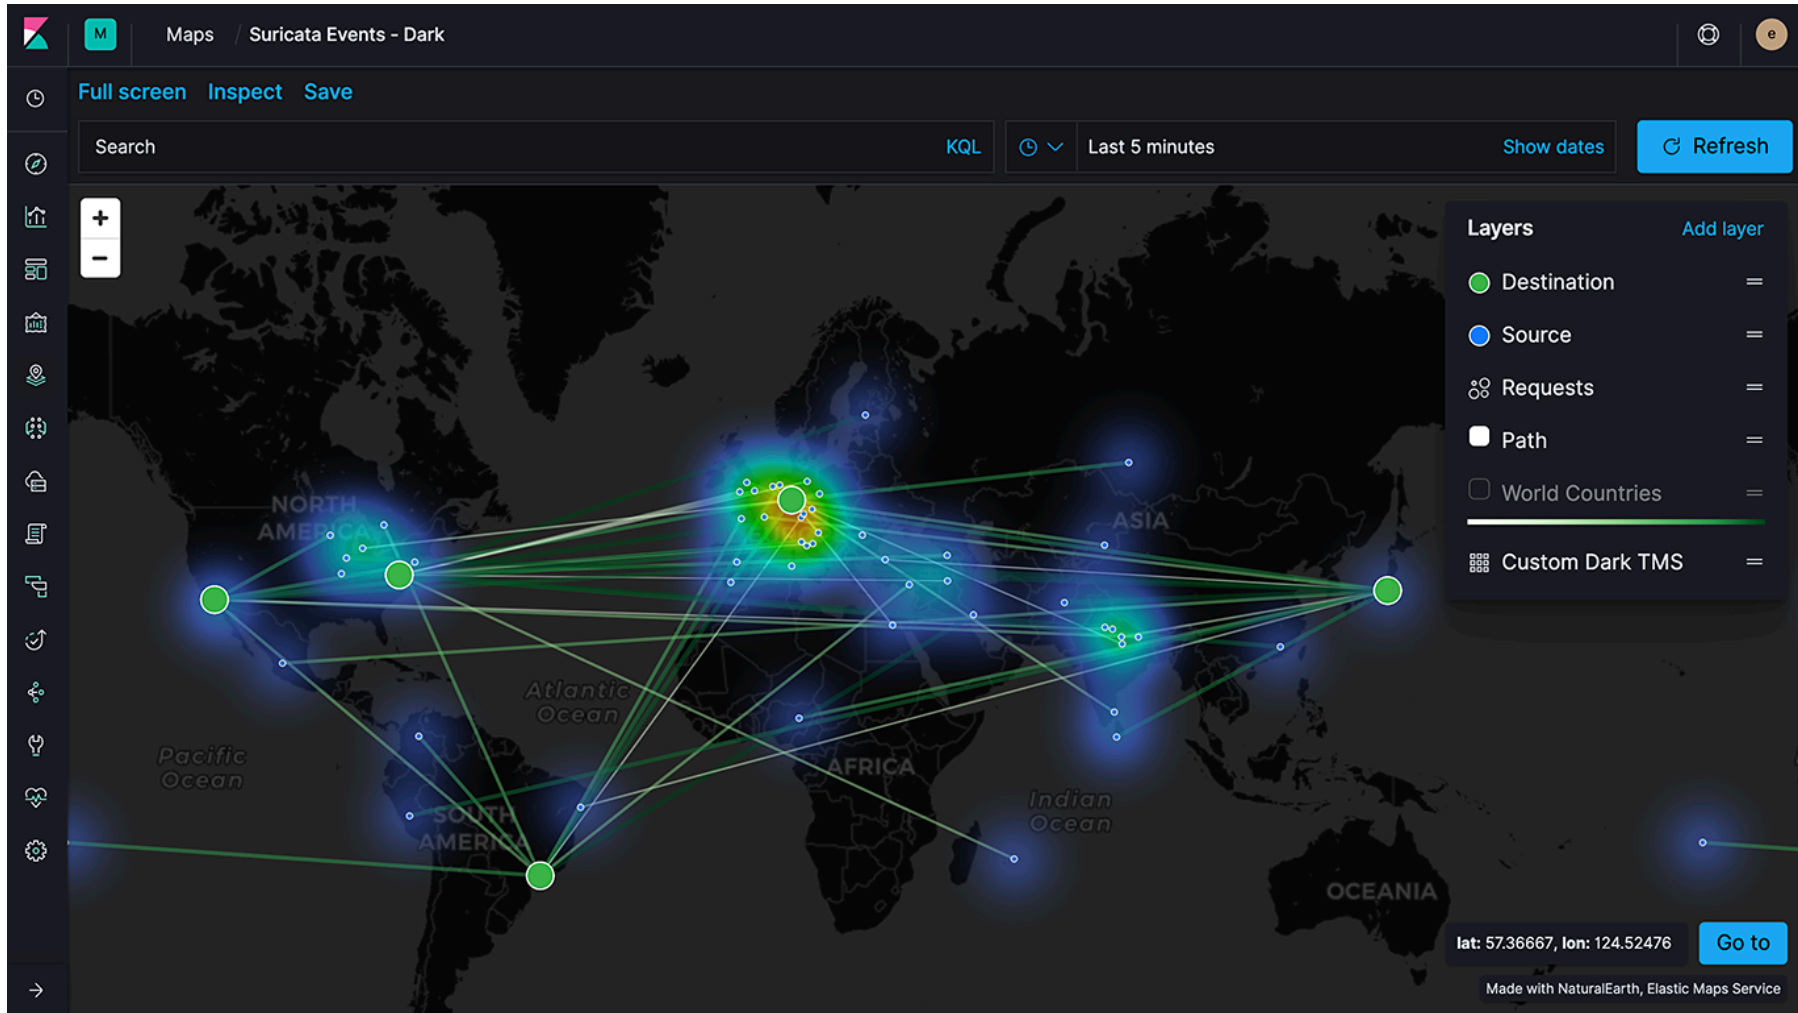 M Maps / Suricata Events - Dark e
Full screen Inspect Save
Search KQL Last 5 minutes Show dates Refresh
+
−
Layers Add layer
Destination
Source
Requests
Path
World Countries
Custom Dark TMS
NORTH
AMERICA
ASIA
Atlantic
Ocean
Pacific
Ocean
AFRICA
Indian
Ocean
SOUTH
AMERICA
OCEANIA
lat: 57.36667, lon: 124.52476 Go to
Made with NaturalEarth, Elastic Maps Service